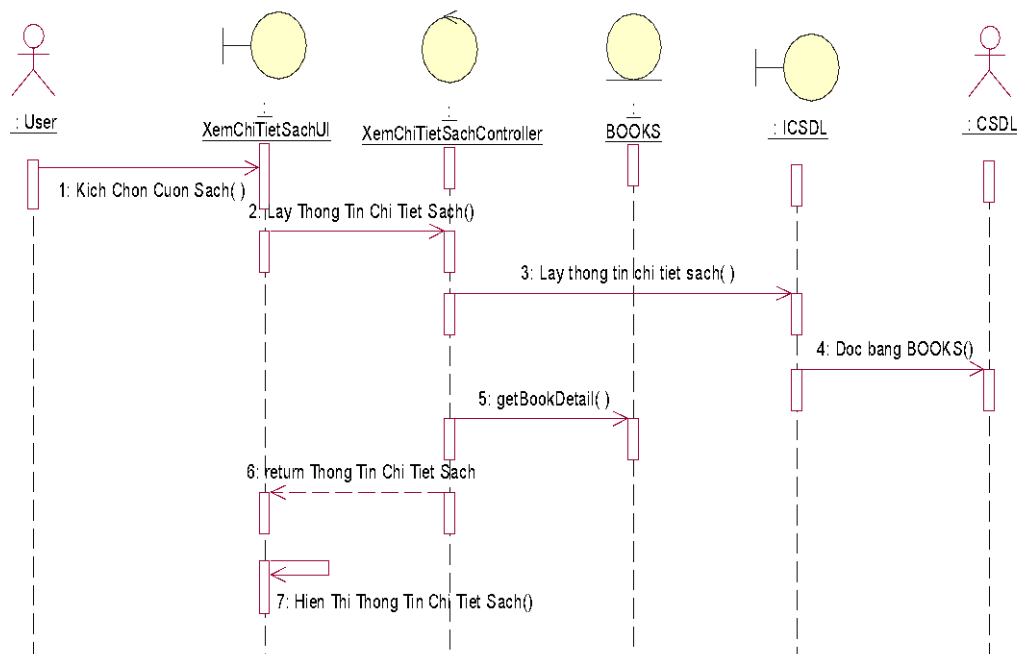 : User
:
XemChiTietSachUI
:
XemChiTietSachController
:
BOOKS
: ICSDL
: CSDL
1: Kich Chon Cuon Sach( )
2: Lay Thong Tin Chi Tiet Sach()
3: Lay thong tin chi tiet sach( )
4: Doc bang BOOKS()
5: getBookDetail( )
6: return Thong Tin Chi Tiet Sach
7: Hien Thi Thong Tin Chi Tiet Sach()